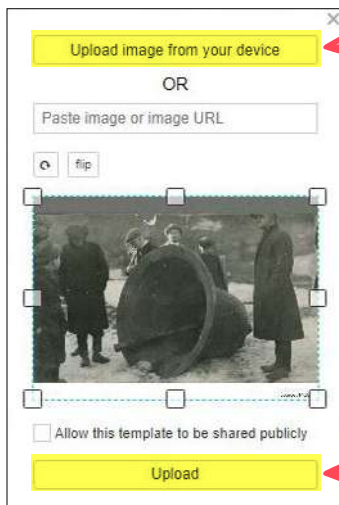 Upload image from your device
OR
Paste image or image URL
flip
Allow this template to be shared publicly
Upload